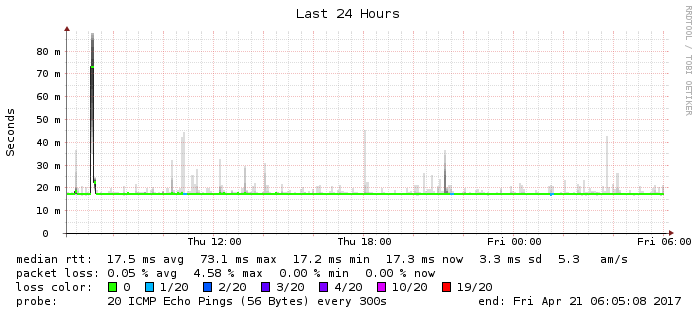 Last 24 Hours
RRDTOOL / TOBI OETIKER
Seconds
80 m
70 m
60 m
50 m
40 m
30 m
20 m
10 m
0
Thu 12:00 Thu 18:00 Fri 00:00 Fri 06:00
median rtt: 17.5 ms avg 73.1 ms max 17.2 ms min 17.3 ms now 3.3 ms sd 5.3 am/s
packet loss: 0.05 % avg 4.58 % max 0.00 % min 0.00 % now
loss color: 0 1/20 2/20 3/20 4/20 10/20 19/20
probe: 20 ICMP Echo Pings (56 Bytes) every 300s end: Fri Apr 21 06:05:08 2017